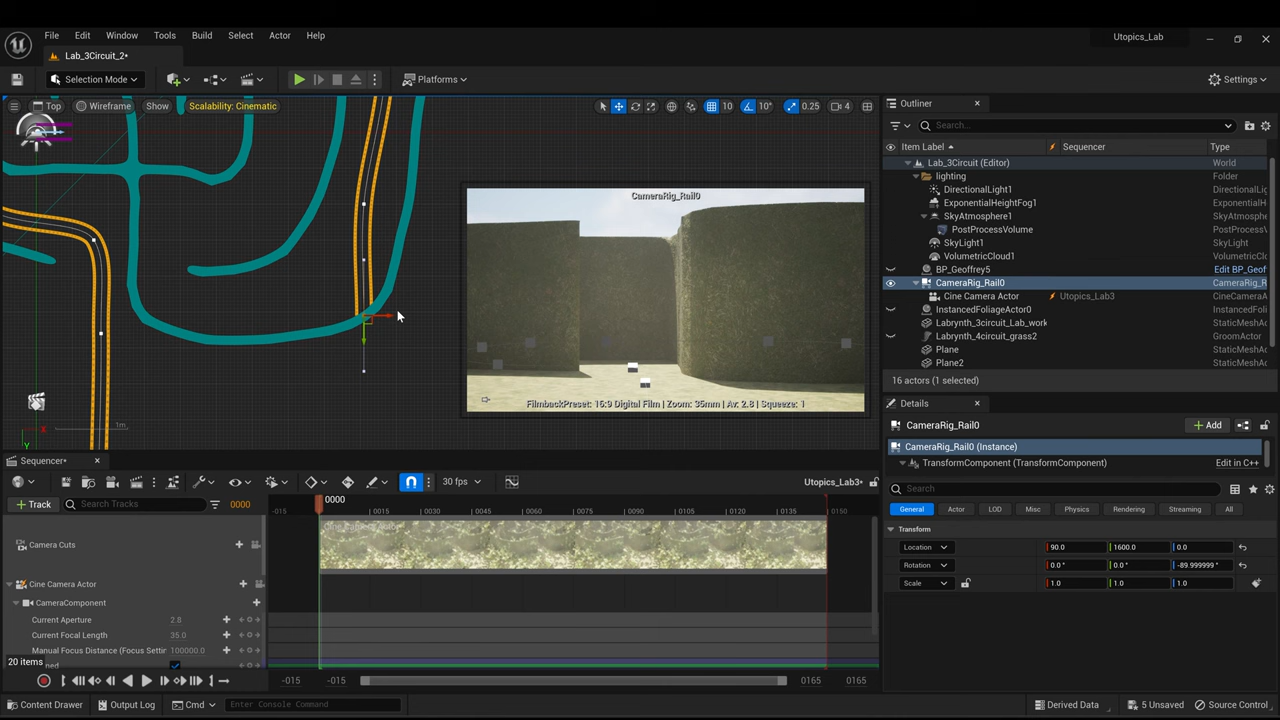 File Edit Window Tools Build Select Actor Help
Utopics_Lab
Lab_3Circuit_2*
Selection Mode
Platforms
Settings
Top Wireframe Show Scalability: Cinematic
10 10° 0.25 4
CameraRig_Rail0
FilmbackPreset: 16:9 Digital Film | Zoom: 35mm | Av: 2.8 | Squeeze: 1
1m
X
Y
Outliner
Search...
Item Label Sequencer Type
Lab_3Circuit (Editor) World
lighting Folder
DirectionalLight1 DirectionalLi
ExponentialHeightFog1 ExponentialH
SkyAtmosphere1 SkyAtmosphe
PostProcessVolume PostProcessV
SkyLight1 SkyLight
VolumetricCloud1 VolumetricClo
BP_Geoffrey5 Edit BP_Geof
CameraRig_Rail0 CameraRig_R
Cine Camera Actor Utopics_Lab3 CineCameraA
InstancedFoliageActor0 InstancedFol
Labrynth_3circuit_Lab_work StaticMeshAc
Labrynth_4circuit_grass2 GroomActor
Plane StaticMeshAc
Plane2 StaticMeshAc
16 actors (1 selected)
Details
CameraRig_Rail0
Add
CameraRig_Rail0 (Instance)
TransformComponent (TransformComponent) Edit in C++
Search
General Actor LOD Misc Physics Rendering Streaming All
Transform
Location 90.0 1600.0 0.0
Rotation 0.0 ° 0.0 ° -89.999999 °
Scale 1.0 1.0 1.0
Sequencer*
30 fps
Utopics_Lab3*
Track
Search Tracks
0000
0000
-015 0015 0030 0045 0060 0075 0090 0105 0120 0135 0150
Camera Cuts
Cine Camera Actor
CameraComponent
Current Aperture 2.8
Current Focal Length 35.0
Manual Focus Distance (Focus Settir 100000.0
20 items
-015 -015 0165 0165
Content Drawer Output Log Cmd Enter Console Command
Derived Data 5 Unsaved Source Control